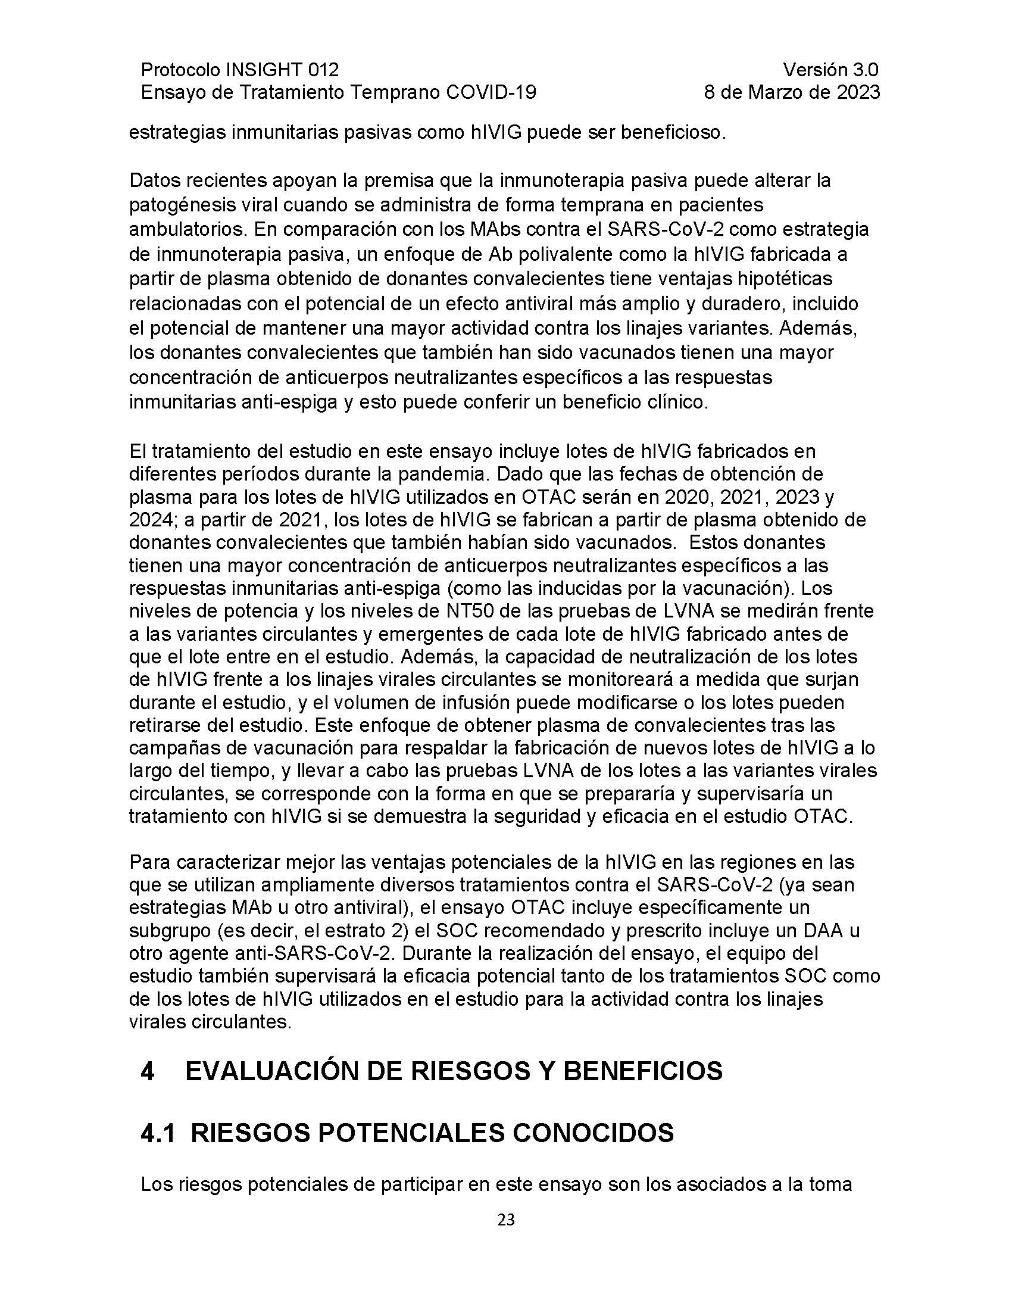 Protocolo INSIGHT 012 Versión 3.0
Ensayo de Tratamiento Temprano COVID-19 8 de Marzo de 2023
estrategias inmunitarias pasivas como hIVIG puede ser beneficioso.
Datos recientes apoyan la premisa que la inmunoterapia pasiva puede alterar la
patogénesis viral cuando se administra de forma temprana en pacientes
ambulatorios. En comparación con los MAbs contra el SARS-CoV-2 como estrategia
de inmunoterapia pasiva, un enfoque de Ab polivalente como la hIVIG fabricada a
partir de plasma obtenido de donantes convalecientes tiene ventajas hipotéticas
relacionadas con el potencial de un efecto antiviral más amplio y duradero, incluido
el potencial de mantener una mayor actividad contra los linajes variantes. Además,
los donantes convalecientes que también han sido vacunados tienen una mayor
concentración de anticuerpos neutralizantes específicos a las respuestas
inmunitarias anti-espiga y esto puede conferir un beneficio clínico.
El tratamiento del estudio en este ensayo incluye lotes de hIVIG fabricados en
diferentes períodos durante la pandemia. Dado que las fechas de obtención de
plasma para los lotes de hIVIG utilizados en OTAC serán en 2020, 2021, 2023 y
2024; a partir de 2021, los lotes de hIVIG se fabrican a partir de plasma obtenido de
donantes convalecientes que también habían sido vacunados.  Estos donantes
tienen una mayor concentración de anticuerpos neutralizantes específicos a las
respuestas inmunitarias anti-espiga (como las inducidas por la vacunación). Los
niveles de potencia y los niveles de NT50 de las pruebas de LVNA se medirán frente
a las variantes circulantes y emergentes de cada lote de hIVIG fabricado antes de
que el lote entre en el estudio. Además, la capacidad de neutralización de los lotes
de hIVIG frente a los linajes virales circulantes se monitoreará a medida que surjan
durante el estudio, y el volumen de infusión puede modificarse o los lotes pueden
retirarse del estudio. Este enfoque de obtener plasma de convalecientes tras las
campañas de vacunación para respaldar la fabricación de nuevos lotes de hIVIG a lo
largo del tiempo, y llevar a cabo las pruebas LVNA de los lotes a las variantes virales
circulantes, se corresponde con la forma en que se prepararía y supervisaría un
tratamiento con hIVIG si se demuestra la seguridad y eficacia en el estudio OTAC.
Para caracterizar mejor las ventajas potenciales de la hIVIG en las regiones en las
que se utilizan ampliamente diversos tratamientos contra el SARS-CoV-2 (ya sean
estrategias MAb u otro antiviral), el ensayo OTAC incluye específicamente un
subgrupo (es decir, el estrato 2) el SOC recomendado y prescrito incluye un DAA u
otro agente anti-SARS-CoV-2. Durante la realización del ensayo, el equipo del
estudio también supervisará la eficacia potencial tanto de los tratamientos SOC como
de los lotes de hIVIG utilizados en el estudio para la actividad contra los linajes
virales circulantes.
4 EVALUACIÓN DE RIESGOS Y BENEFICIOS
4.1 RIESGOS POTENCIALES CONOCIDOS
Los riesgos potenciales de participar en este ensayo son los asociados a la toma
23